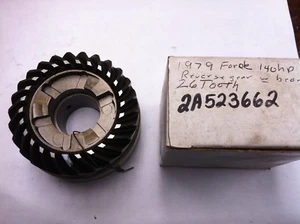 1979 Force 140hp
Reverse gear
26 Tooth
2A523662